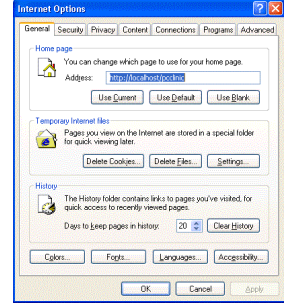 Internet Options
General Security Privacy Content Connections Programs Advanced
Home page
You can change which page to use for your home page.
Address: http://localhost/pcclinic
Use Current Use Default Use Blank
Temporary Internet files
Pages you view on the Internet are stored in a special folder
for quick viewing later.
Delete Cookies... Delete Files... Settings...
History
The History folder contains links to pages you've visited, for
quick access to recently viewed pages.
Days to keep pages in history: 20 Clear History
Colors... Fonts... Languages... Accessibility...
OK Cancel Apply